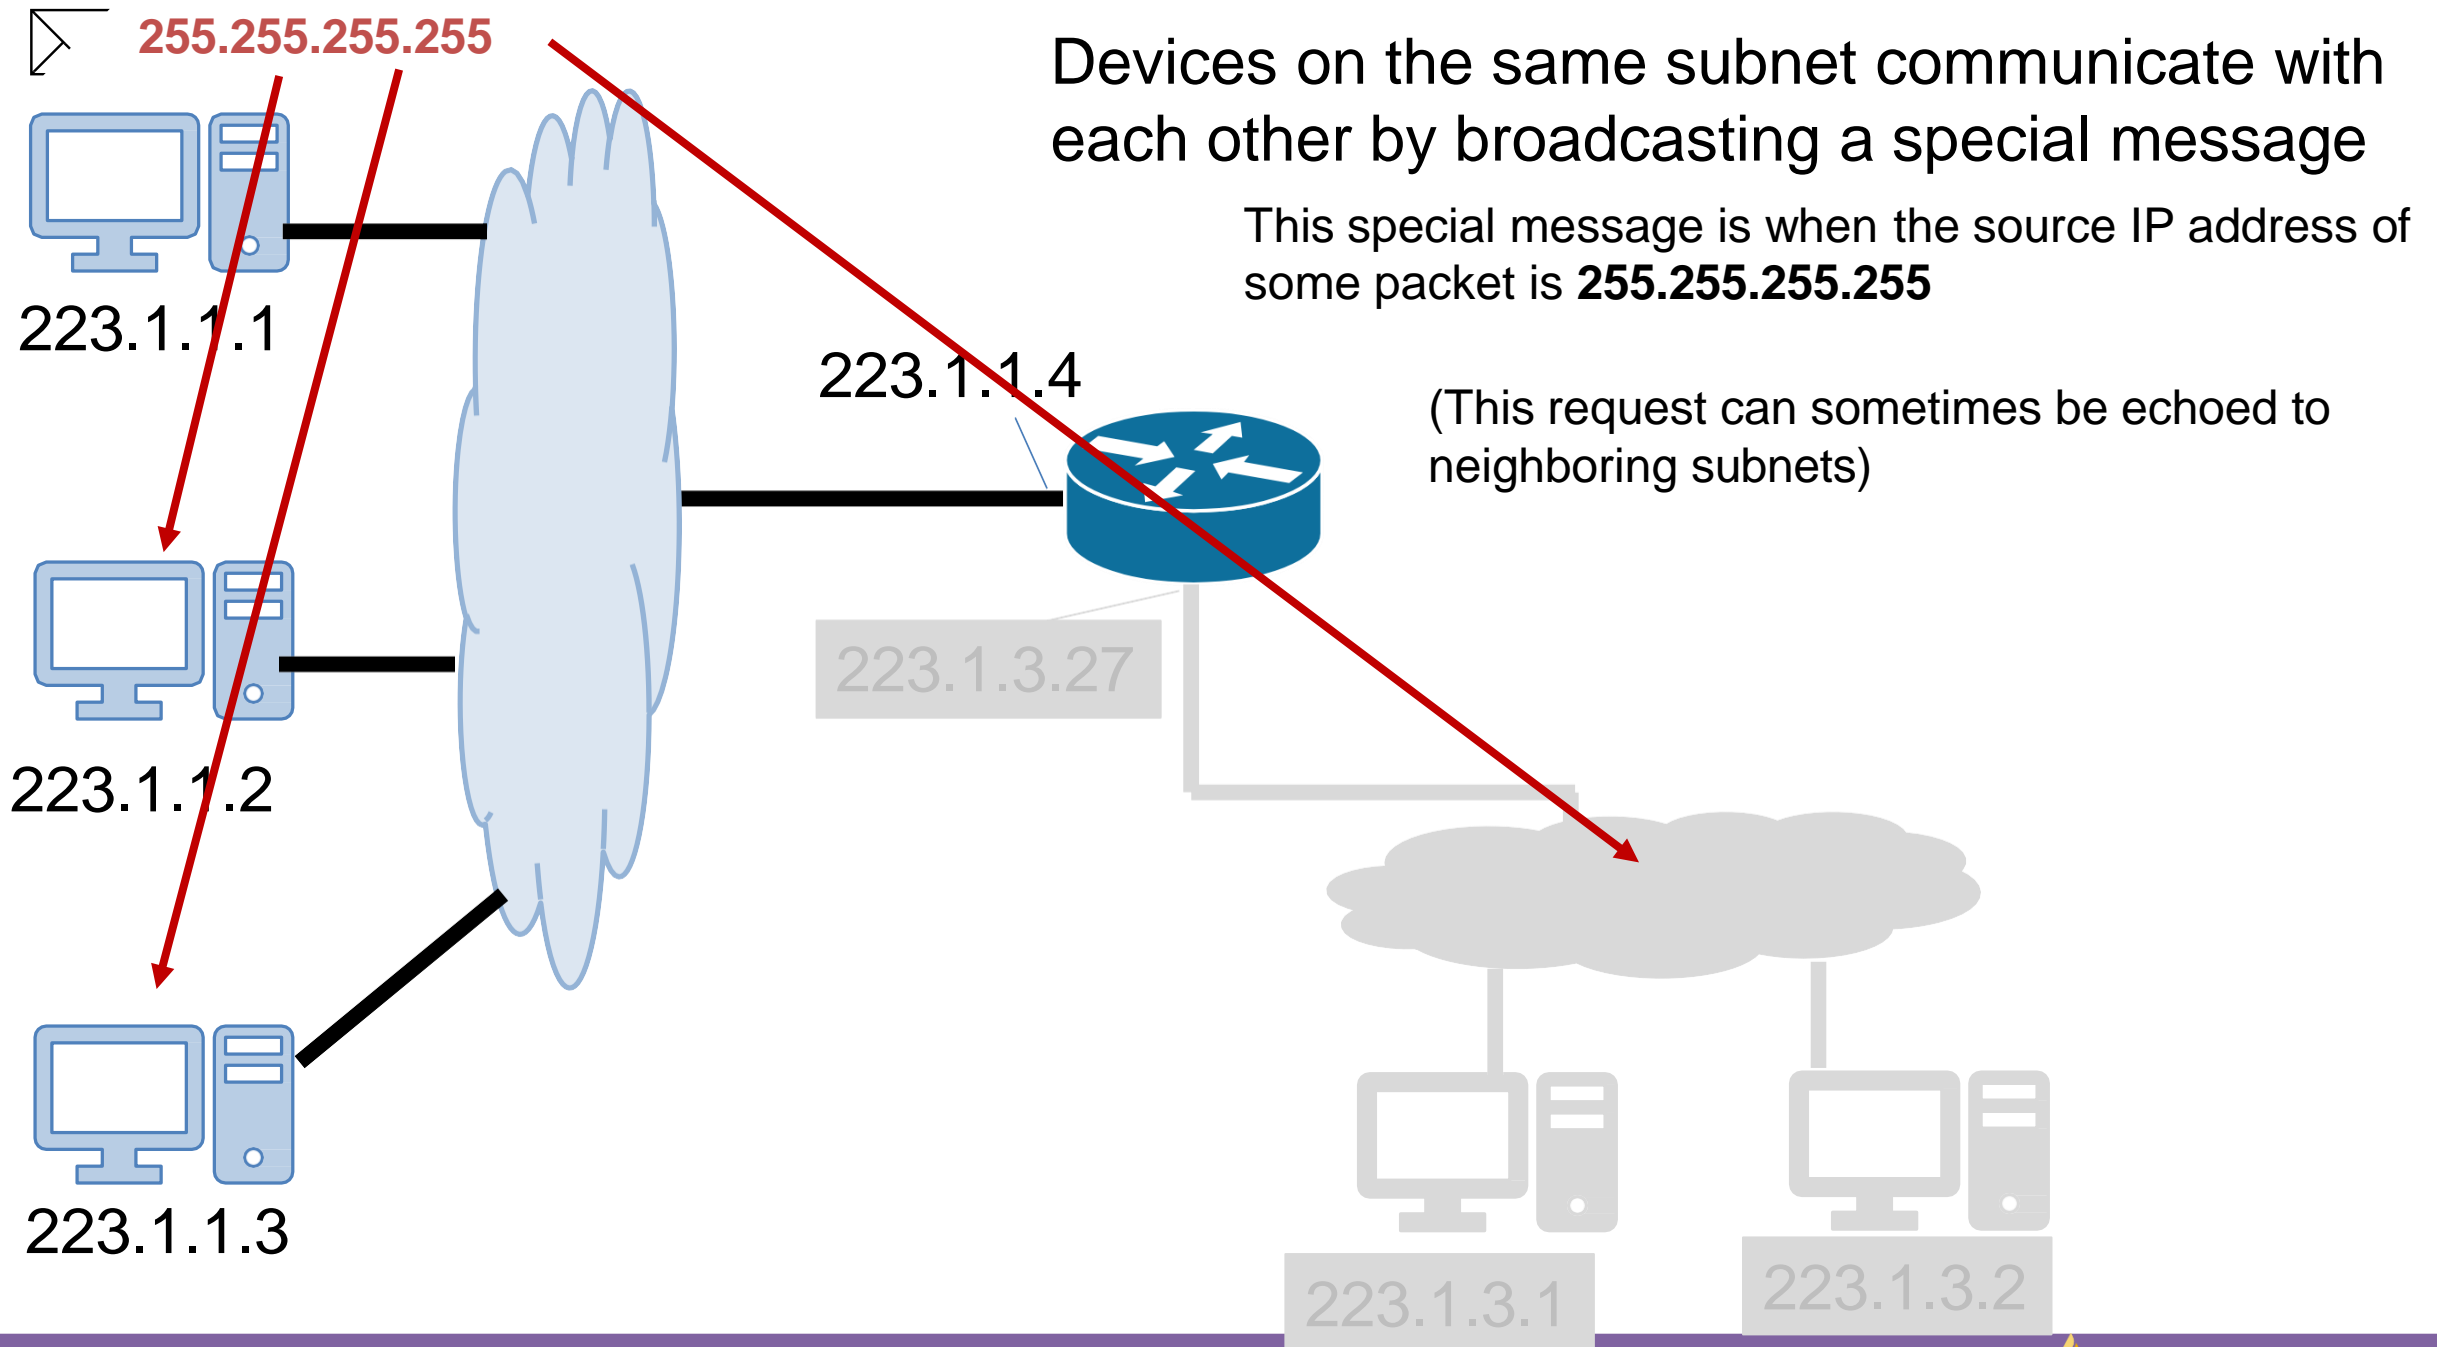 255.255.255.255
Devices on the same subnet communicate with
each other by broadcasting a special message
This special message is when the source IP address of
some packet is 255.255.255.255
223.1.1.1
223.1.1.4
(This request can sometimes be echoed to
neighboring subnets)
223.1.3.27
223.1.1.2
223.1.1.3
223.1.3.1
223.1.3.2